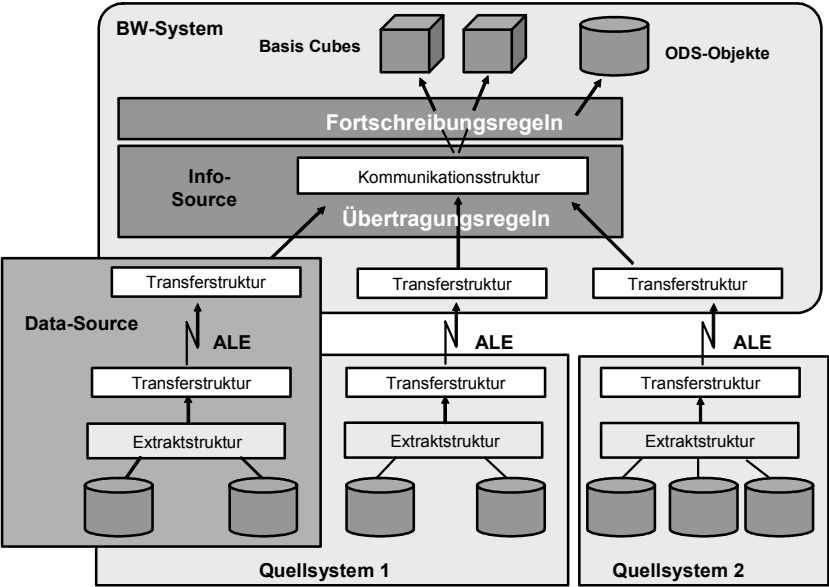 BW-System
Basis Cubes
ODS-Objekte
Fortschreibungsregeln
Info-
Source
Kommunikationsstruktur
Übertragungsregeln
Transferstruktur
Transferstruktur
Transferstruktur
Data-Source
ALE
ALE
ALE
Transferstruktur
Transferstruktur
Transferstruktur
Extraktstruktur
Extraktstruktur
Extraktstruktur
Quellsystem 1
Quellsystem 2